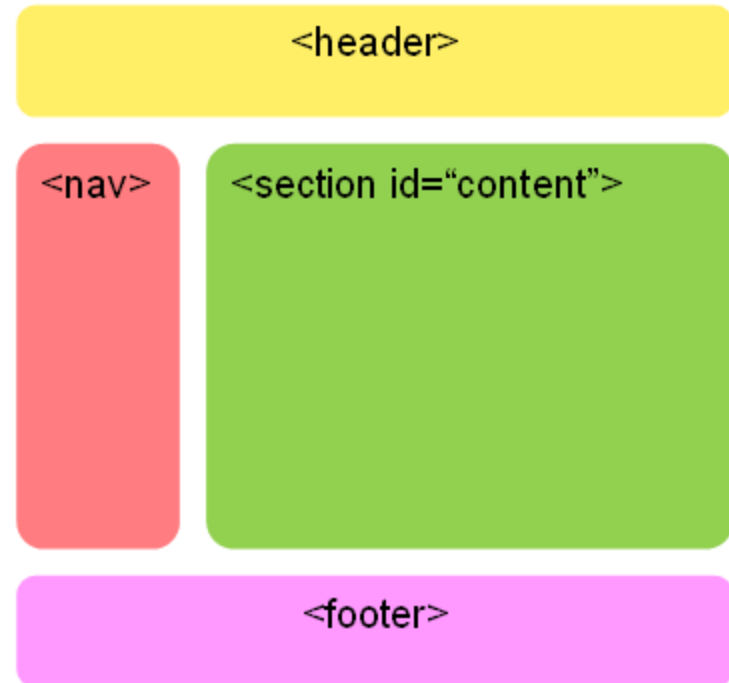 <header>
<nav>
<section id=“content”>
<footer>